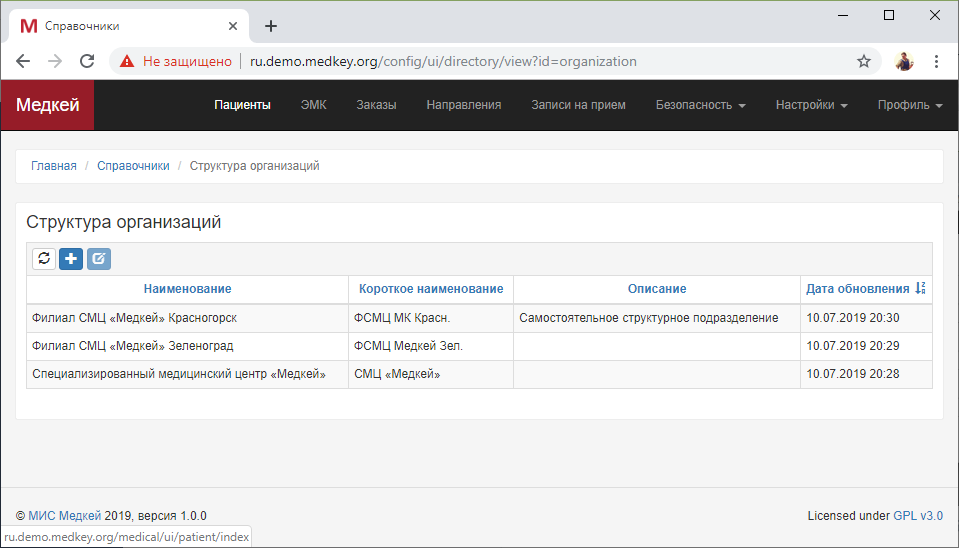 Справочники
Не защищено ru.demo.medkey.org/config/ui/directory/view?id=organization
Медкей Пациенты ЭМК Заказы Направления Записи на прием Безопасность Настройки Профиль
Главная / Справочники / Структура организаций
Структура организаций
Наименование Короткое наименование Описание Дата обновления
Филиал СМЦ «Медкей» Красногорск ФСМЦ МК Красн. Самостоятельное структурное подразделение 10.07.2019 20:30
Филиал СМЦ «Медкей» Зеленоград ФСМЦ Медкей Зел. 10.07.2019 20:29
Специализированный медицинский центр «Медкей» СМЦ «Медкей» 10.07.2019 20:28
© МИС Медкей 2019, версия 1.0.0 Licensed under GPL v3.0
ru.demo.medkey.org/medical/ui/patient/index